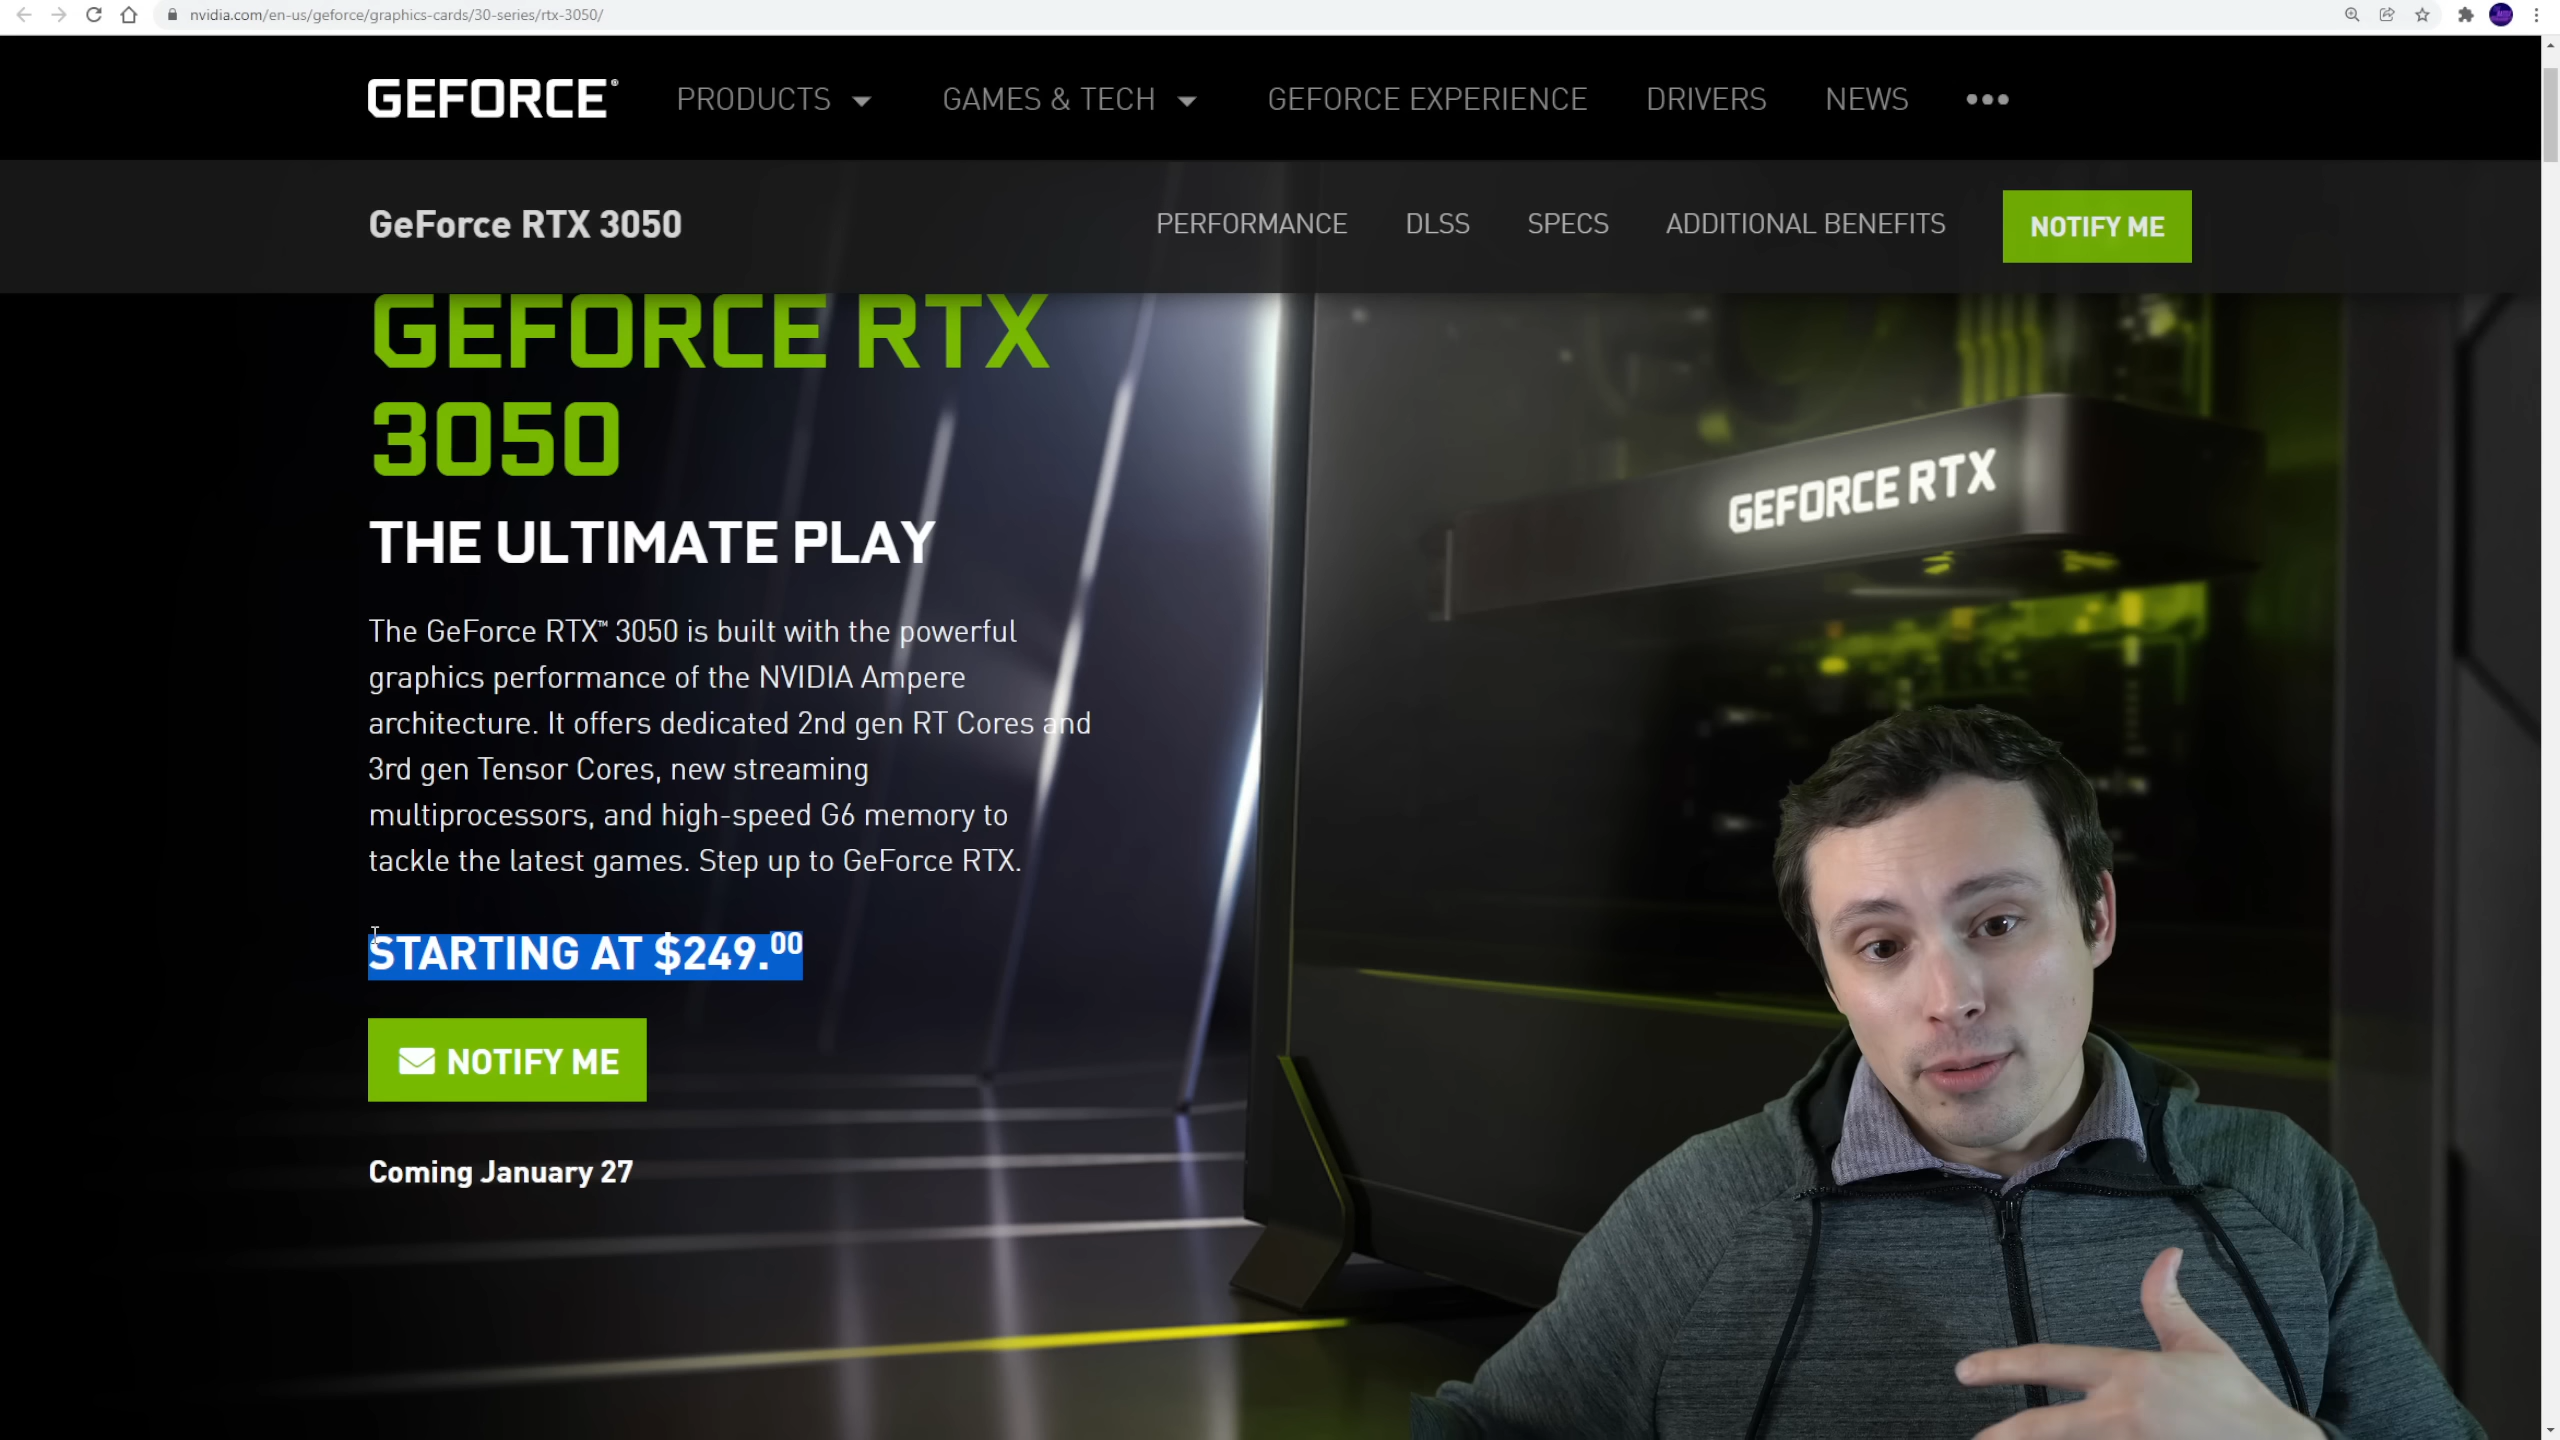 nvidia.com/en-us/geforce/graphics-cards/30-series/rtx-3050/
GEFORCE®
PRODUCTS
GAMES & TECH
GEFORCE EXPERIENCE
DRIVERS
NEWS
GeForce RTX 3050
PERFORMANCE
DLSS
SPECS
ADDITIONAL BENEFITS
NOTIFY ME
GEFORCE RTX
3050
THE ULTIMATE PLAY
The GeForce RTX™ 3050 is built with the powerful
graphics performance of the NVIDIA Ampere
architecture. It offers dedicated 2nd gen RT Cores and
3rd gen Tensor Cores, new streaming
multiprocessors, and high-speed G6 memory to
tackle the latest games. Step up to GeForce RTX.
STARTING AT $249.00
NOTIFY ME
Coming January 27
GEFORCE RTX